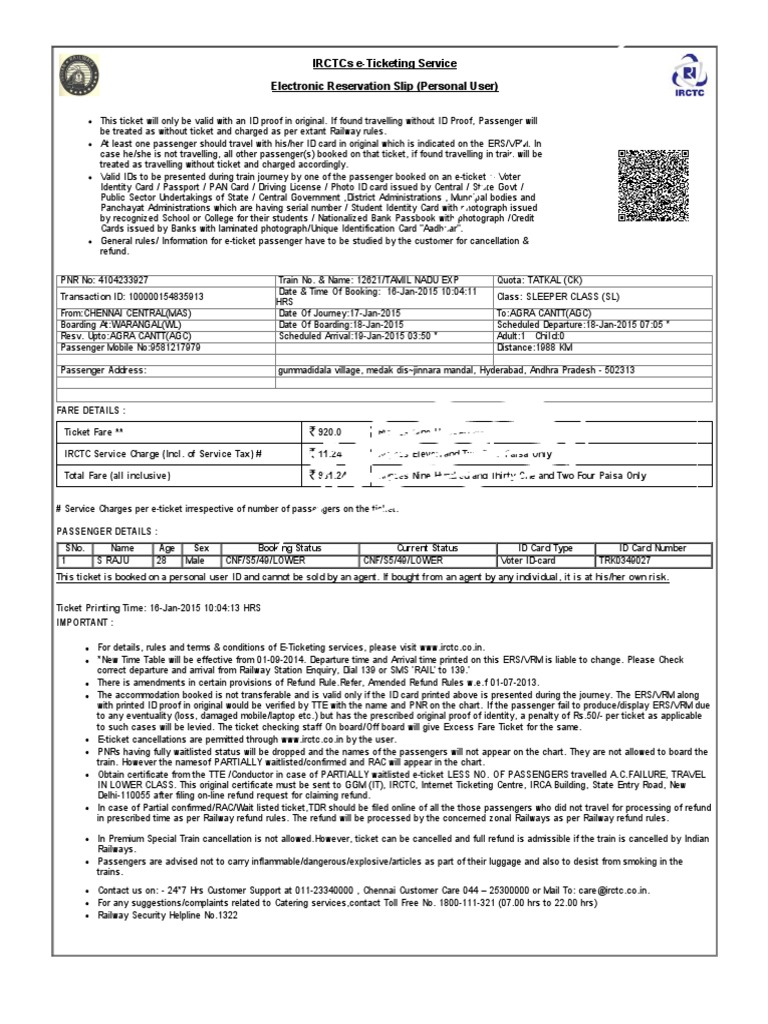 IRCTCs e-Ticketing Service
Electronic Reservation Slip (Personal User)
IRCTC
• This ticket will only be valid with an ID proof in original. If found travelling without ID Proof, Passenger will
be treated as without ticket and charged as per extant Railway rules.
• At least one passenger should travel with his/her ID card in original which is indicated on the ERS/VRM. In
case he/she is not travelling, all other passenger(s) booked on that ticket, if found travelling in train will be
treated as travelling without ticket and charged accordingly.
• Valid IDs to be presented during train journey by one of the passenger booked on an e-ticket :- Voter
Identity Card / Passport / PAN Card / Driving License / Photo ID card issued by Central / State Govt /
Public Sector Undertakings of State / Central Government ,District Administrations , Municipal bodies and
Panchayat Administrations which are having serial number / Student Identity Card with photograph issued
by recognized School or College for their students / Nationalized Bank Passbook with photograph /Credit
Cards issued by Banks with laminated photograph/Unique Identification Card "Aadhaar".
• General rules/ Information for e-ticket passenger have to be studied by the customer for cancellation &
refund.
PNR No: 4104233927 Train No. & Name: 12621/TAMIL NADU EXP Quota: TATKAL (CK)
Transaction ID: 100000154835913 Date & Time Of Booking: 16-Jan-2015 10:04:11 HRS Class: SLEEPER CLASS (SL)
From:CHENNAI CENTRAL(MAS) Date Of Journey:17-Jan-2015 To:AGRA CANTT(AGC)
Boarding At:WARANGAL(WL) Date Of Boarding:18-Jan-2015 Scheduled Departure:18-Jan-2015 07:05 *
Resv. Upto:AGRA CANTT(AGC) Scheduled Arrival:19-Jan-2015 03:50 * Adult:1 Child:0
Passenger Mobile No:9581217979 Distance:1988 KM
Passenger Address: gummadidala village, medak dis~jinnara mandal, Hyderabad, Andhra Pradesh - 502313
FARE DETAILS :
Ticket Fare ** ₹ 920.0
IRCTC Service Charge (Incl. of Service Tax) # ₹ 11.24 Eleven and Two Four Paisa Only
Total Fare (all inclusive) ₹ 931.24 Rupees Nine Hundred and Thirty One and Two Four Paisa Only
# Service Charges per e-ticket irrespective of number of passengers on the ticket.
PASSENGER DETAILS :
SNo. Name Age Sex Booking Status Current Status ID Card Type ID Card Number
1 S RAJU 28 Male CNF/S5/49/LOWER CNF/S5/49/LOWER Voter ID-card TRK0349027
This ticket is booked on a personal user ID and cannot be sold by an agent. If bought from an agent by any individual, it is at his/her own risk.
Ticket Printing Time: 16-Jan-2015 10:04:13 HRS
IMPORTANT :
• For details, rules and terms & conditions of E-Ticketing services, please visit www.irctc.co.in.
• *New Time Table will be effective from 01-09-2014. Departure time and Arrival time printed on this ERS/VRM is liable to change. Please Check
correct departure and arrival from Railway Station Enquiry, Dial 139 or SMS 'RAIL' to 139.'
• There is amendments in certain provisions of Refund Rule.Refer, Amended Refund Rules w.e.f 01-07-2013.
• The accommodation booked is not transferable and is valid only if the ID card printed above is presented during the journey. The ERS/VRM along
with printed ID proof in original would be verified by TTE with the name and PNR on the chart. If the passenger fail to produce/display ERS/VRM due
to any eventuality (loss, damaged mobile/laptop etc.) but has the prescribed original proof of identity, a penalty of Rs.50/- per ticket as applicable
to such cases will be levied. The ticket checking staff On board/Off board will give Excess Fare Ticket for the same.
• E-ticket cancellations are permitted through www.irctc.co.in by the user.
• PNRs having fully waitlisted status will be dropped and the names of the passengers will not appear on the chart. They are not allowed to board the
train. However the namesof PARTIALLY waitlisted/confirmed and RAC will appear in the chart.
• Obtain certificate from the TTE /Conductor in case of PARTIALLY waitlisted e-ticket LESS NO. OF PASSENGERS travelled A.C.FAILURE, TRAVEL
IN LOWER CLASS. This original certificate must be sent to GGM (IT), IRCTC, Internet Ticketing Centre, IRCA Building, State Entry Road, New
Delhi-110055 after filing on-line refund request for claiming refund.
• In case of Partial confirmed/RAC/Wait listed ticket,TDR should be filed online of all the those passengers who did not travel for processing of refund
in prescribed time as per Railway refund rules. The refund will be processed by the concerned zonal Railways as per Railway refund rules.
• In Premium Special Train cancellation is not allowed.However, ticket can be cancelled and full refund is admissible if the train is cancelled by Indian
Railways.
• Passengers are advised not to carry inflammable/dangerous/explosive/articles as part of their luggage and also to desist from smoking in the
trains.
• Contact us on: - 24*7 Hrs Customer Support at 011-23340000 , Chennai Customer Care 044 – 25300000 or Mail To: care@irctc.co.in.
• For any suggestions/complaints related to Catering services,contact Toll Free No. 1800-111-321 (07.00 hrs to 22.00 hrs)
• Railway Security Helpline No.1322